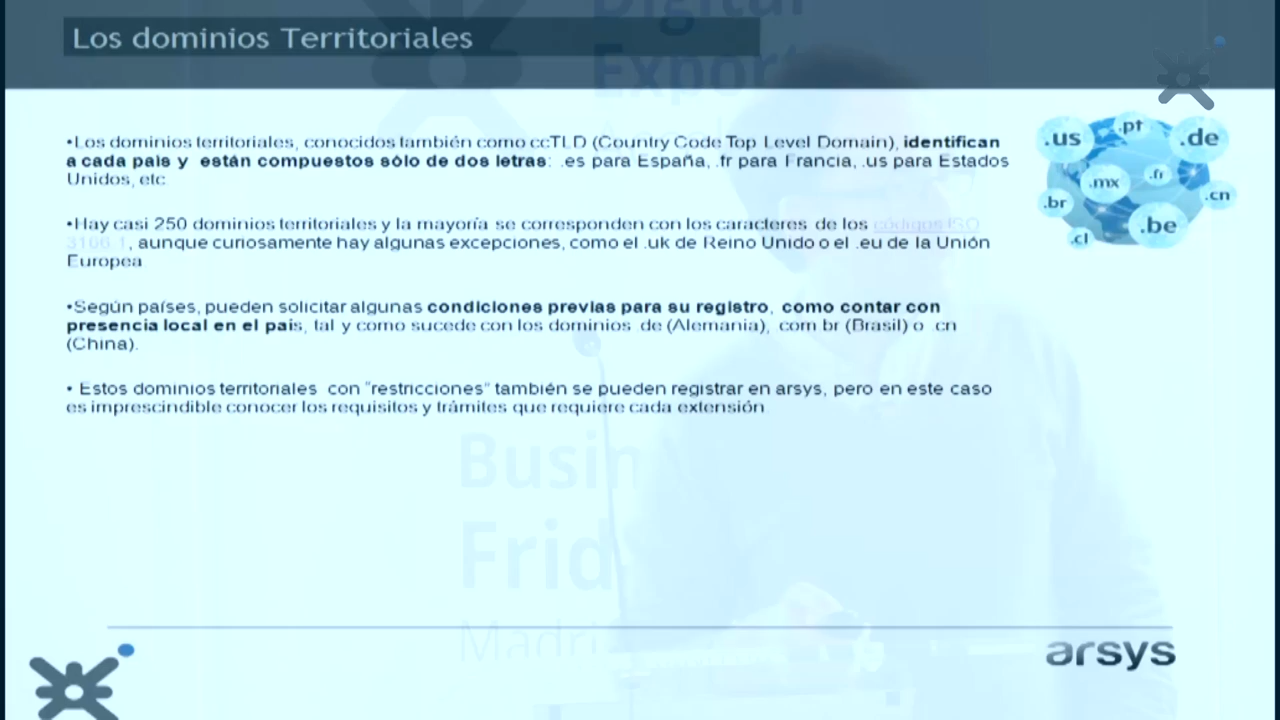 Digital
Export
Los dominios Territoriales
•Los dominios territoriales, conocidos también como ccTLD (Country Code Top Level Domain), identifican
a cada país y están compuestos sólo de dos letras: .es para España, .fr para Francia, .us para Estados
Unidos, etc
•Hay casi 250 dominios territoriales y la mayoría se corresponden con los caracteres de los códigos ISO
3166 1, aunque curiosamente hay algunas excepciones, como el .uk de Reino Unido o el .eu de la Unión
Europea
•Según países, pueden solicitar algunas condiciones previas para su registro, como contar con
presencia local en el país, tal y como sucede con los dominios .de (Alemania), com br (Brasil) o .cn
(China).
• Estos dominios territoriales con "restricciones" también se pueden registrar en arsys, pero en este caso
es imprescindible conocer los requisitos y trámites que requiere cada extensión
.us
.pt
.de
.mx
.fr
.br
.cn
.be
.cl
Busin
Frid
Madri
arsys